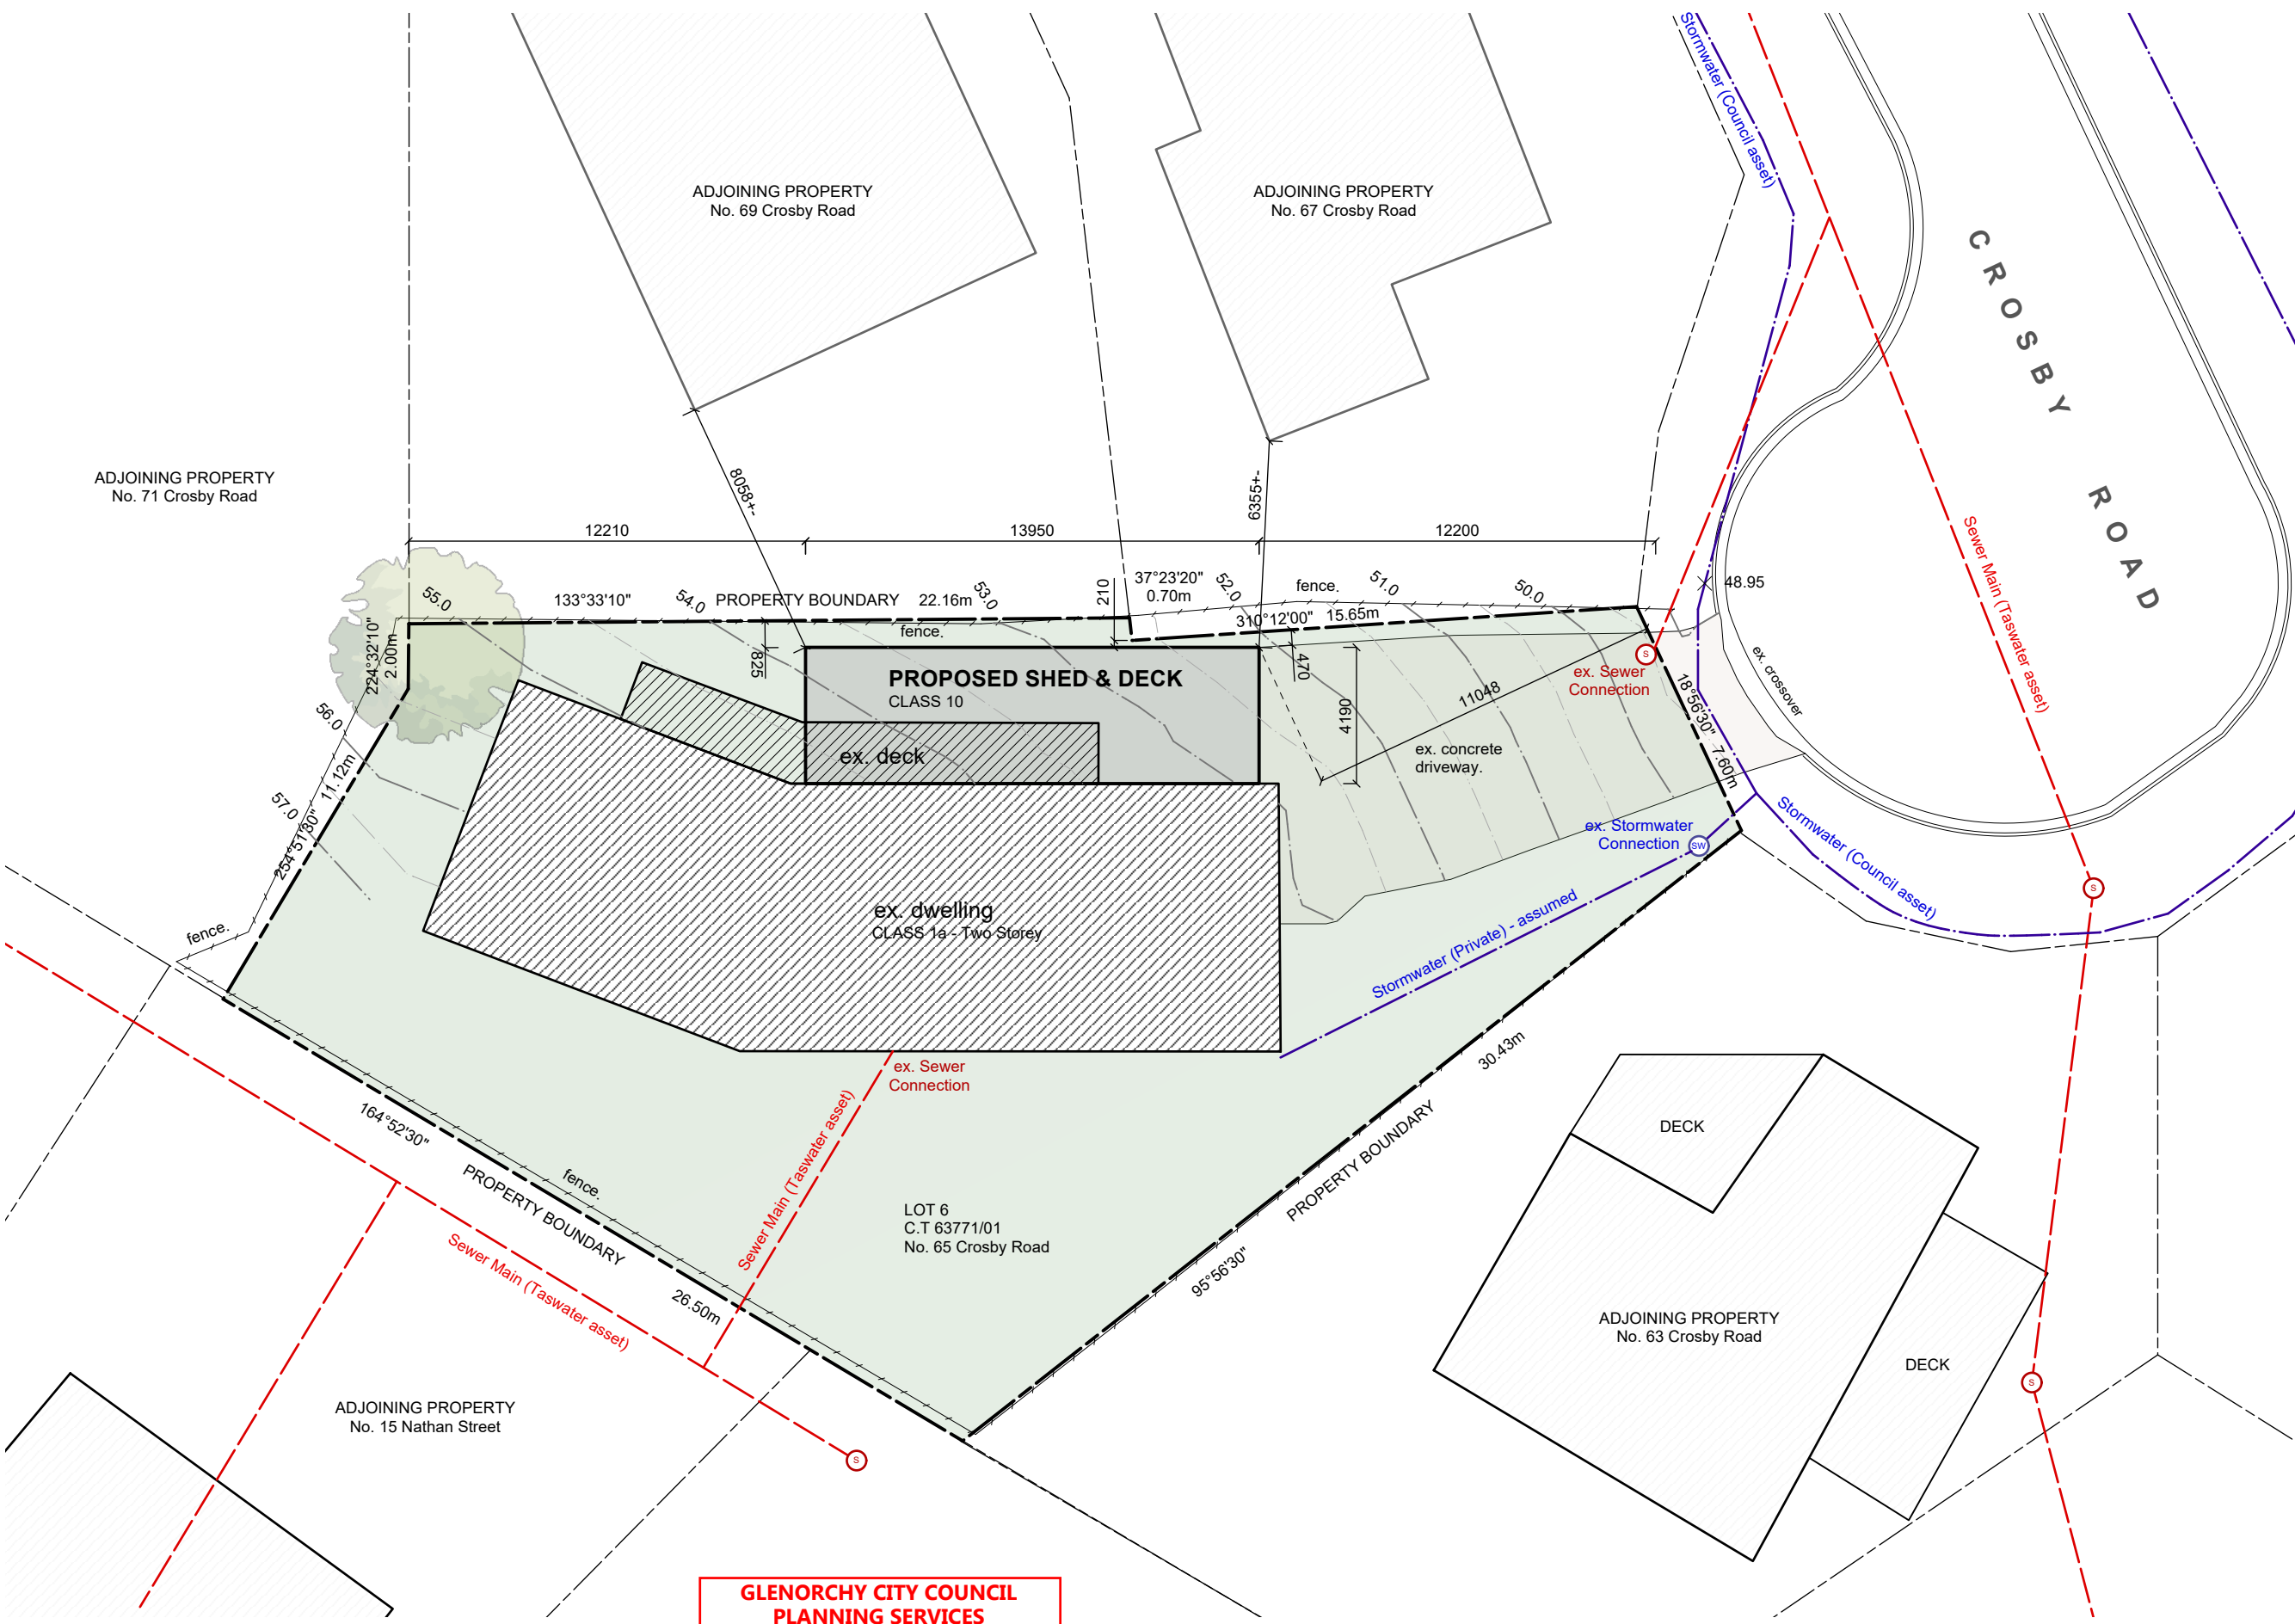 Stormwater (Council asset)
ADJOINING PROPERTY
No. 69 Crosby Road
ADJOINING PROPERTY
No. 67 Crosby Road
CROSBY ROAD
ADJOINING PROPERTY
No. 71 Crosby Road
8058+-
6355+-
12210
13950
12200
Sewer Main (Taswater asset)
55.0
133°33'10"
54.0
PROPERTY BOUNDARY
22.16m
53.0
210
37°23'20"
0.70m
52.0
fence.
51.0
50.0
48.95
310°12'00"
15.65m
fence.
224°32'10"
2.00m
825
470
PROPOSED SHED & DECK
CLASS 10
4190
11048
ex. Sewer
Connection
18°56'30"
7.60m
ex. crossover
56.0
ex. deck
ex. concrete
driveway.
11.12m
254°51'30"
57.0
ex. Stormwater
Connection
S
SW
Stormwater (Council asset)
S
fence.
ex. dwelling
CLASS 1a - Two Storey
Stormwater (Private) - assumed
30.43m
ex. Sewer
Connection
164°52'30"
PROPERTY BOUNDARY
fence.
Sewer Main (Taswater asset)
PROPERTY BOUNDARY
DECK
LOT 6
C.T 63771/01
No. 65 Crosby Road
95°56'30"
Sewer Main (Taswater asset)
26.50m
ADJOINING PROPERTY
No. 63 Crosby Road
DECK
S
ADJOINING PROPERTY
No. 15 Nathan Street
S
GLENORCHY CITY COUNCIL
PLANNING SERVICES